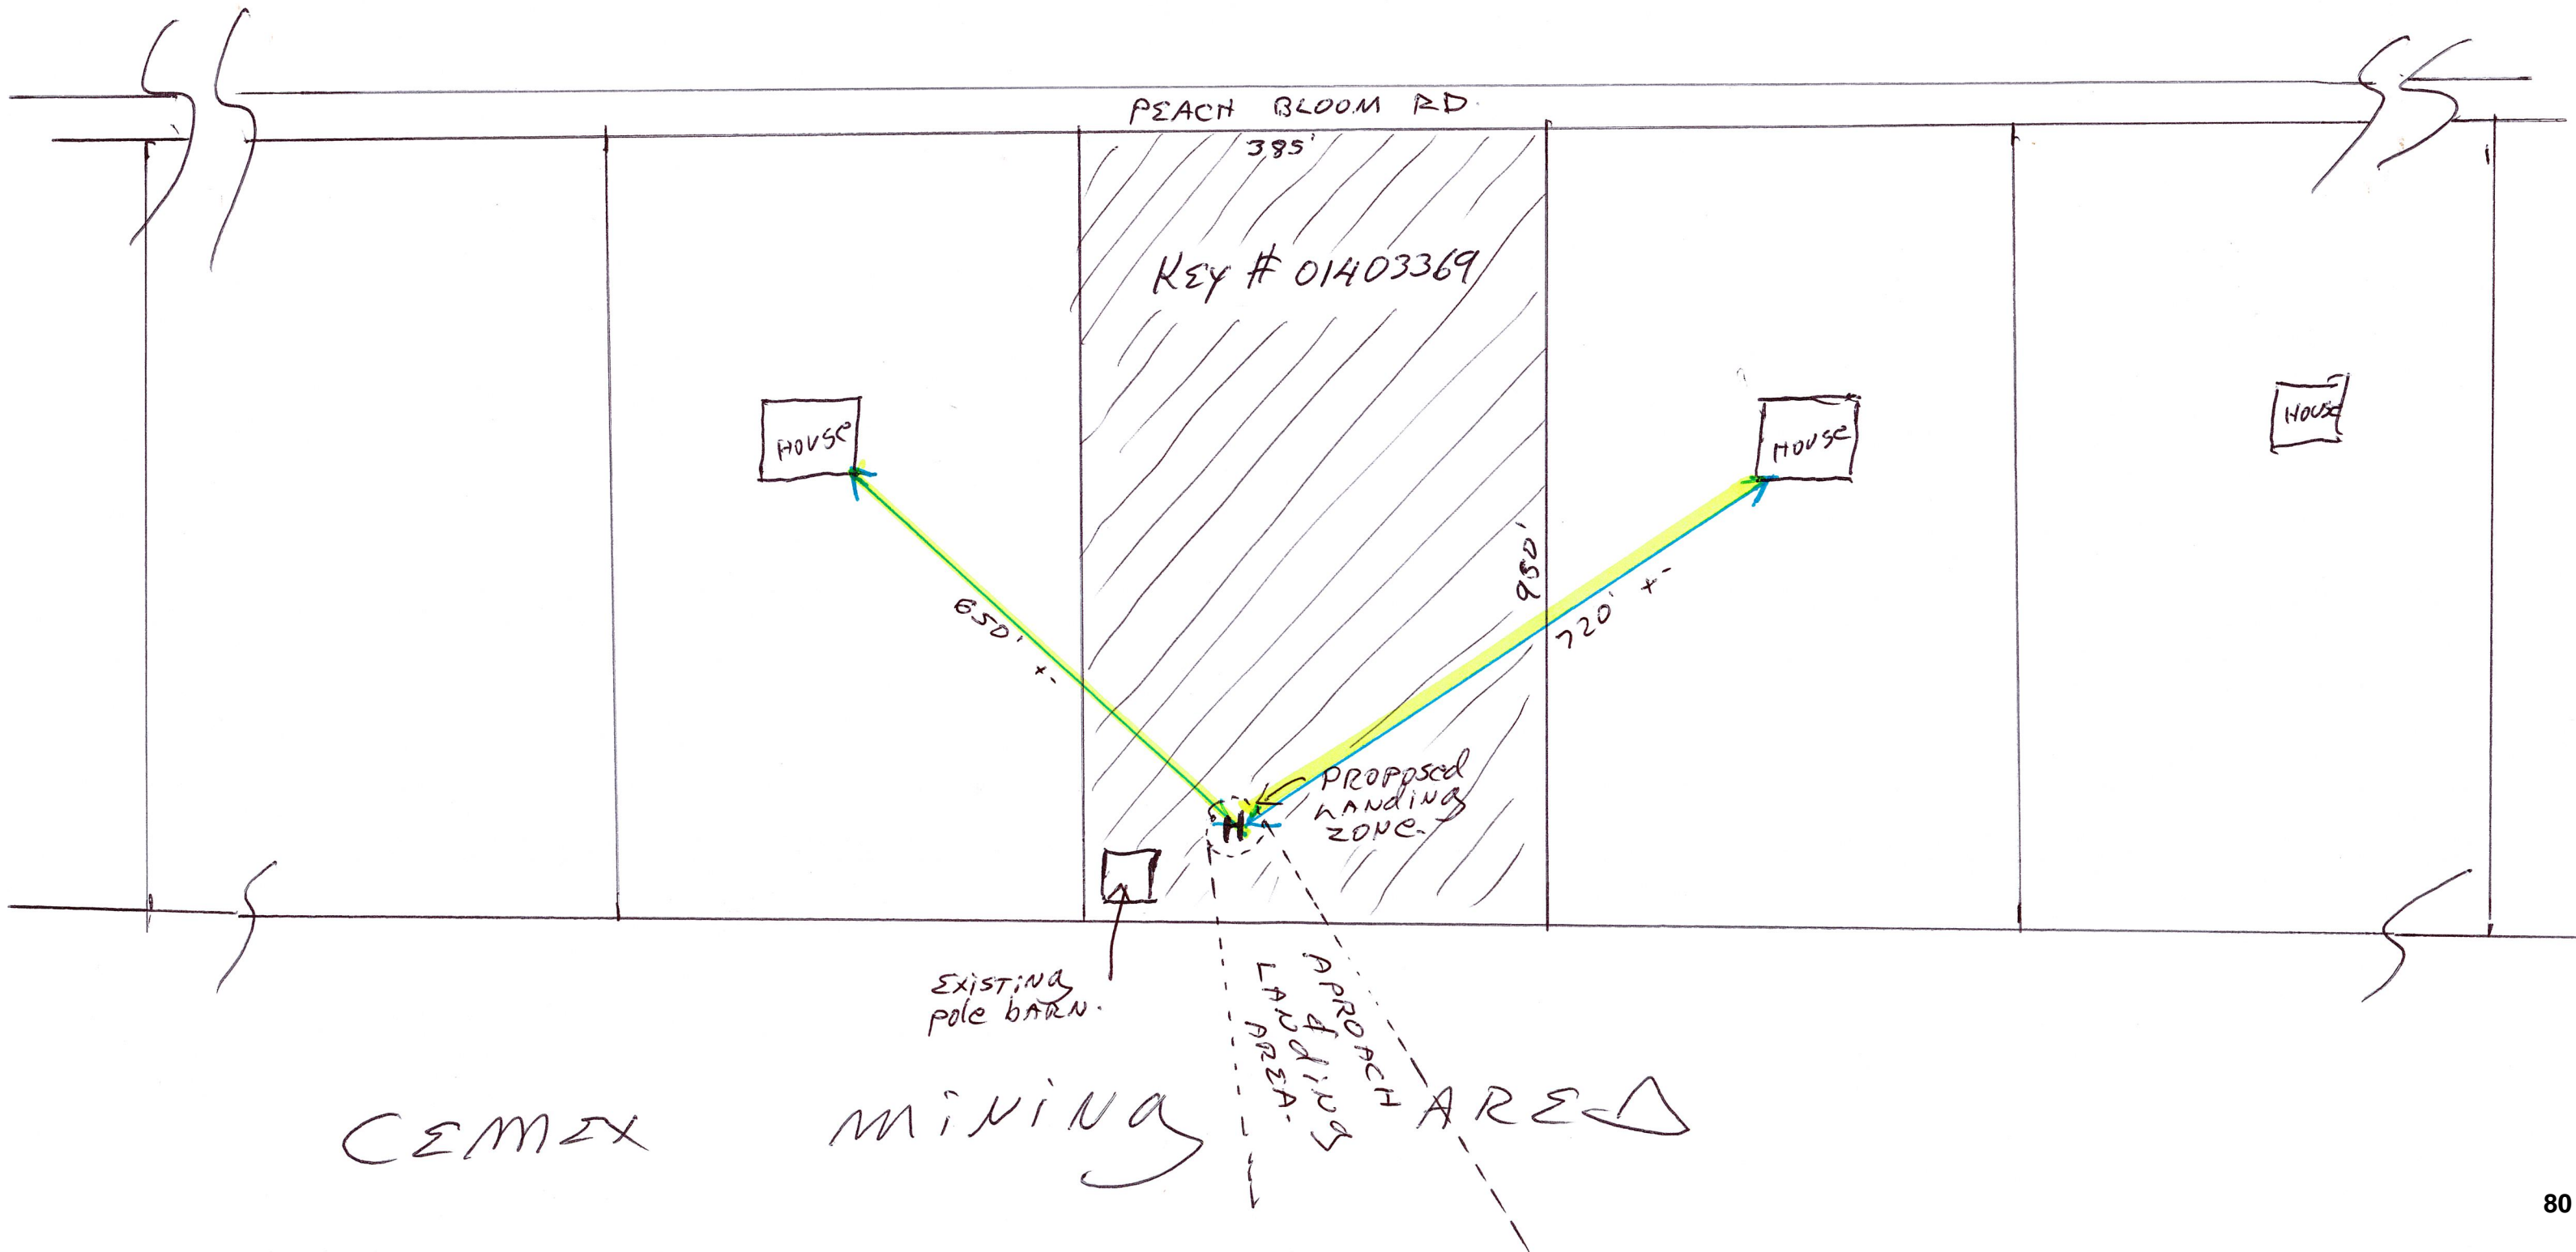 PEACH BLOOM RD.
385'
KEY # 01403369
HOUSE
HOUSE
HOUSE
950'
650' +-
720' +-
PROPOSED
LANDING
ZONE.
H
EXISTING
POLE BARN.
APPROACH
&
LANDING
AREA.
CEMEX MINING AREA
80